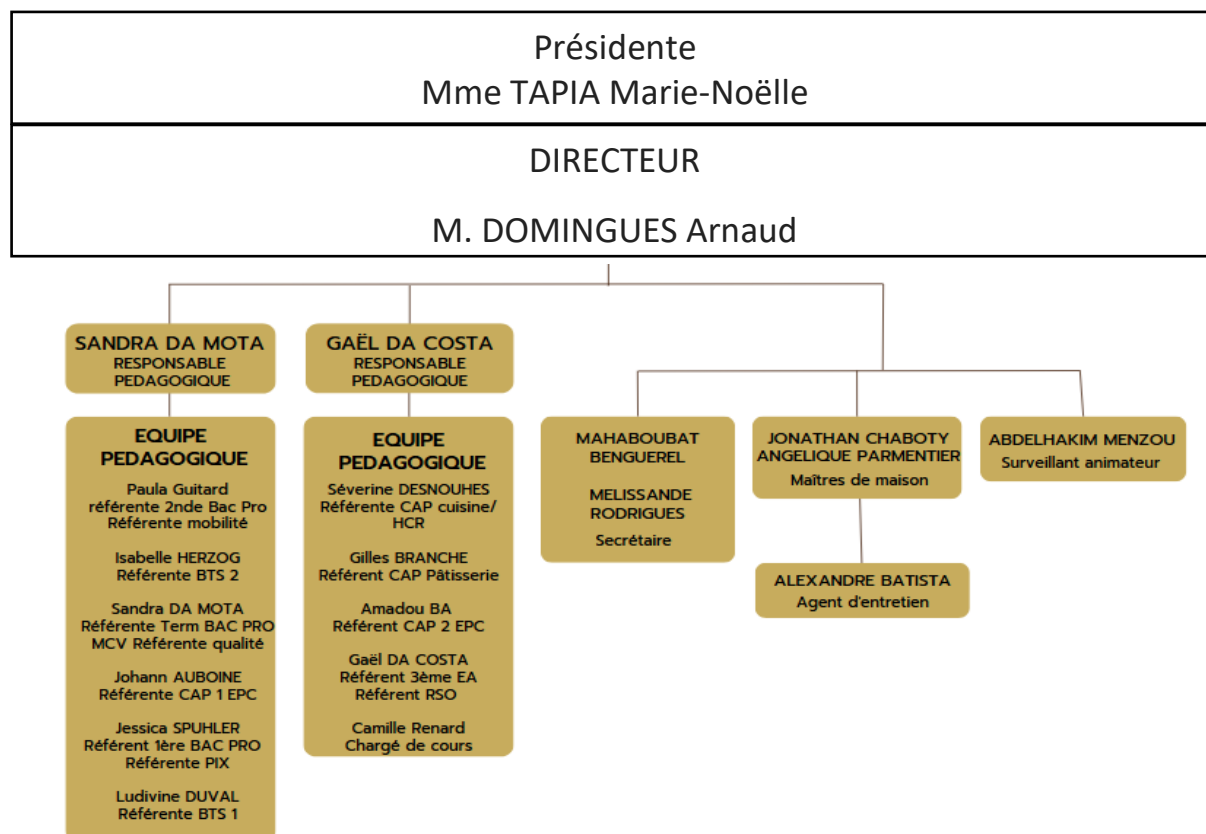 Présidente
Mme TAPIA Marie-Noëlle
DIRECTEUR
M. DOMINGUES Arnaud
SANDRA DA MOTA
RESPONSABLE
PEDAGOGIQUE
EQUIPE
PEDAGOGIQUE
Paula Guitard
référente 2nde Bac Pro
Référente mobilité
Isabelle HERZOG
Référente BTS 2
Sandra DA MOTA
Référente Term BAC PRO
MCV Référente qualité
Johann AUBOINE
Référente CAP 1 EPC
Jessica SPUHLER
Référent 1ère BAC PRO
Référente PIX
Ludivine DUVAL
Référente BTS 1
GAËL DA COSTA
RESPONSABLE
PEDAGOGIQUE
EQUIPE
PEDAGOGIQUE
Séverine DESNOUHES
Référente CAP cuisine/
HCR
Gilles BRANCHE
Référent CAP Pâtisserie
Amadou BA
Référent CAP 2 EPC
Gaël DA COSTA
Référent 3ème EA
Référent RSO
Camille Renard
Chargé de cours
MAHABOUBAT
BENGUEREL
MELISSANDE
RODRIGUES
Secrétaire
JONATHAN CHABOTY
ANGELIQUE PARMENTIER
Maîtres de maison
ALEXANDRE BATISTA
Agent d'entretien
ABDELHAKIM MENZOU
Surveillant animateur